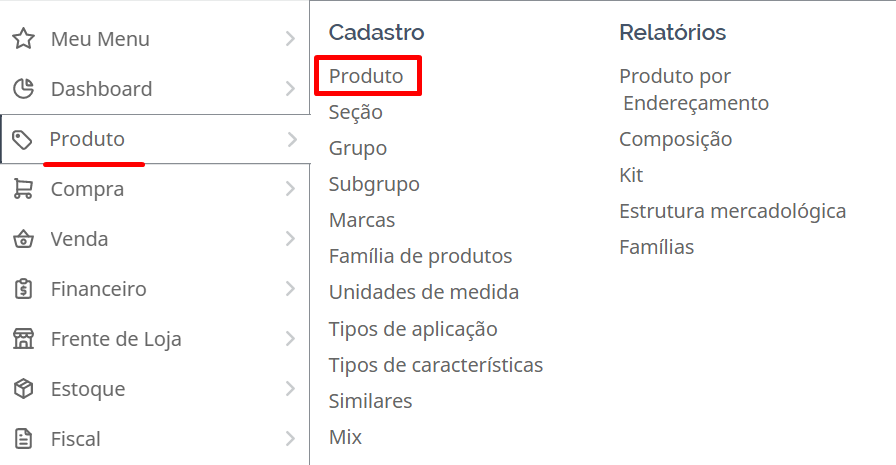 Meu Menu
Dashboard
Produto
Compra
Venda
Financeiro
Frente de Loja
Estoque
Fiscal
Cadastro
Produto
Seção
Grupo
Subgrupo
Marcas
Família de produtos
Unidades de medida
Tipos de aplicação
Tipos de características
Similares
Mix
Relatórios
Produto por
Endereçamento
Composição
Kit
Estrutura mercadológica
Famílias